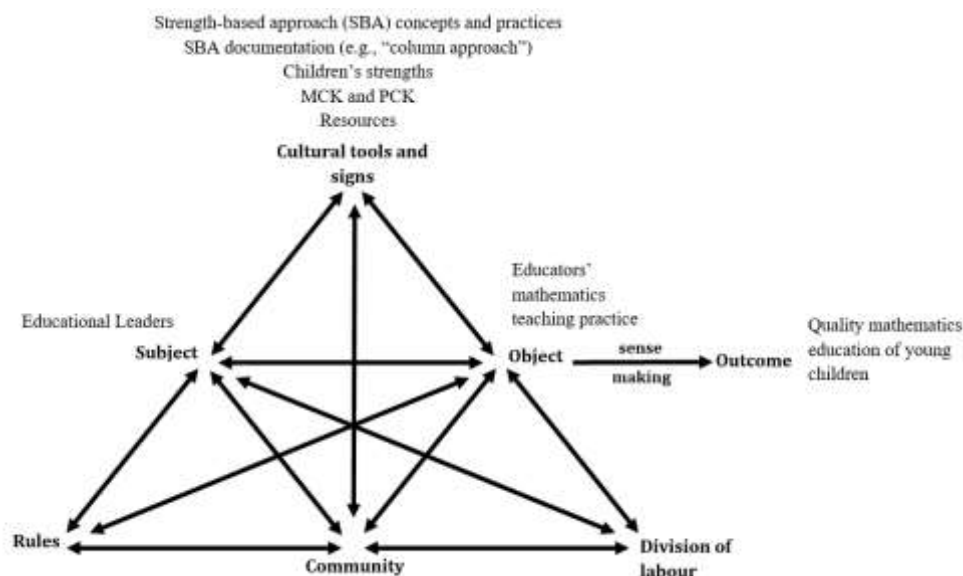 Strength-based approach (SBA) concepts and practices
SBA documentation (e.g., “column approach”)
Children’s strengths
MCK and PCK
Resources
Cultural tools and
signs
Educators’
mathematics
teaching practice
Educational Leaders
Subject
Object
sense
making
Outcome
Quality mathematics
education of young
children
Rules
Community
Division of
labour